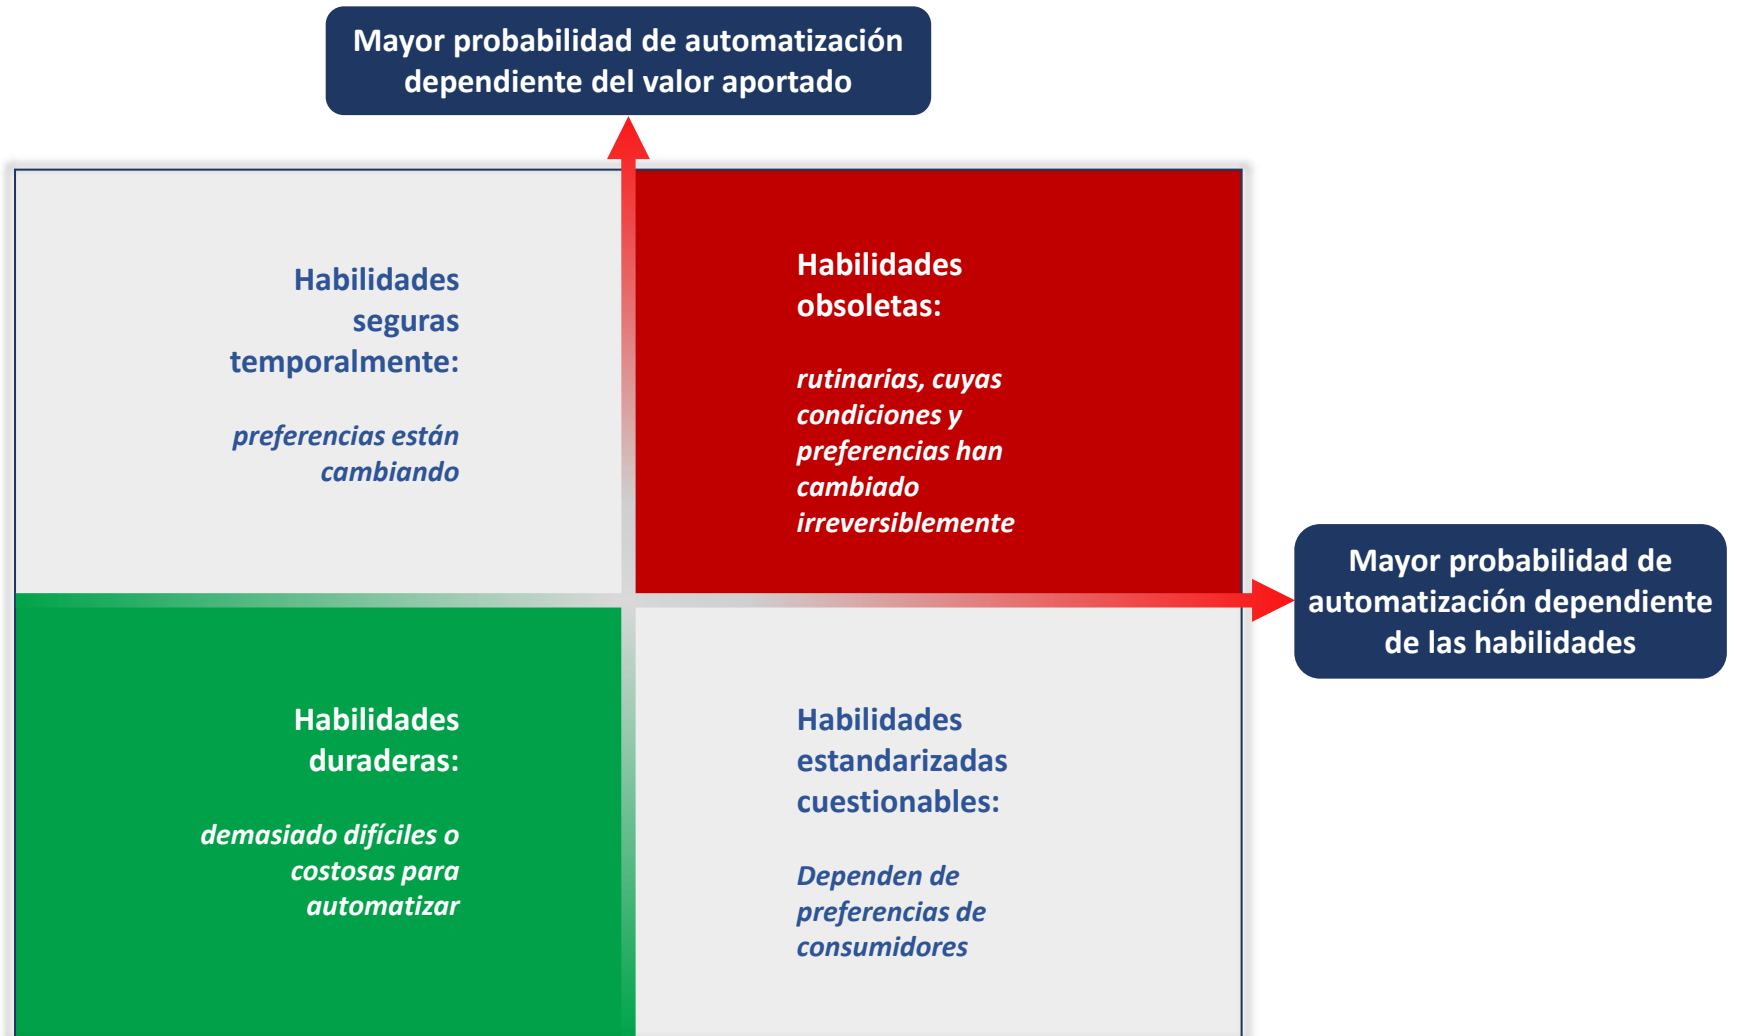 Mayor probabilidad de automatización
dependiente del valor aportado
Habilidades
seguras
temporalmente:
preferencias están
cambiando
Habilidades
obsoletas:
rutinarias, cuyas
condiciones y
preferencias han
cambiado
irreversiblemente
Mayor probabilidad de
automatización dependiente
de las habilidades
Habilidades
duraderas:
demasiado difíciles o
costosas para
automatizar
Habilidades
estandarizadas
cuestionables:
Dependen de
preferencias de
consumidores